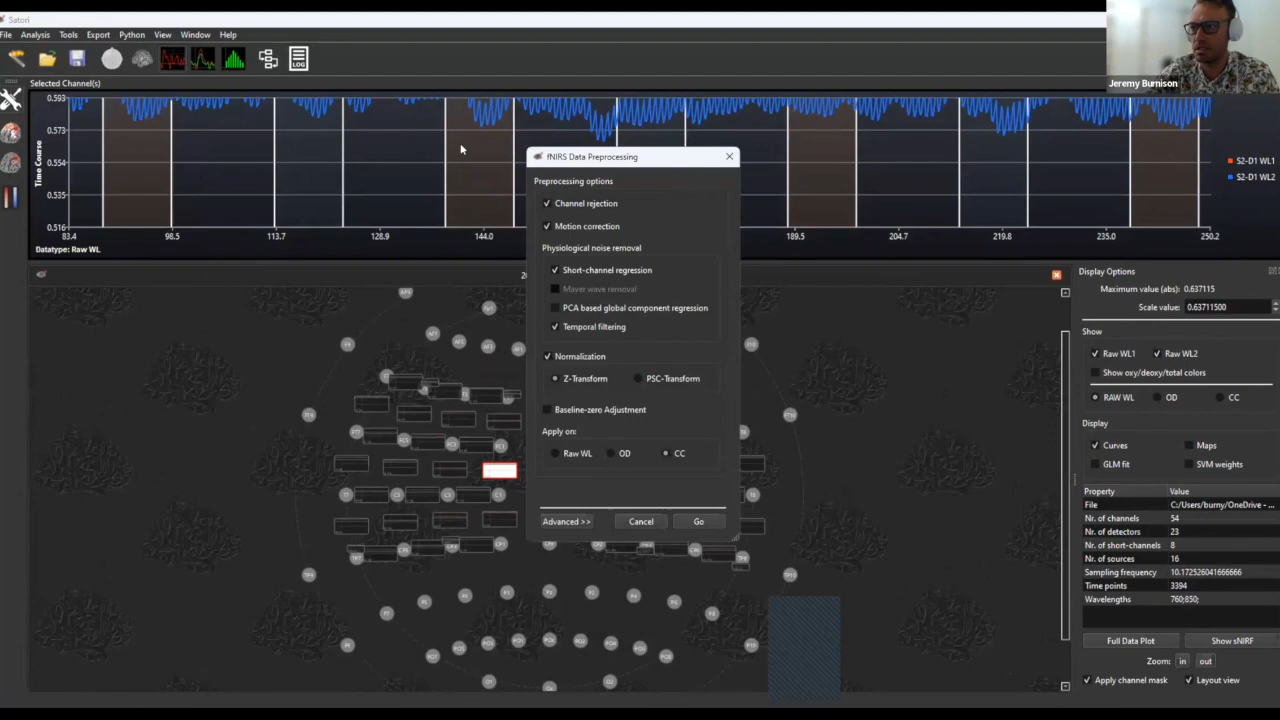 Satori
File Analysis Tools Export Python View Window Help
LOG
Selected Channel(s)
Jeremy Burnison
0.593
0.573
0.554
0.535
0.516
Time Course
83.4 98.5 113.7 128.9 144.0 189.5 204.7 219.8 235.0 250.2
Datatype: Raw WL
S2-D1 WL1
S2-D1 WL2
fNIRS Data Preprocessing
Preprocessing options
Channel rejection
Motion correction
Physiological noise removal
Short-channel regression
Mayer wave removal
PCA based global component regression
Temporal filtering
Normalization
Z-Transform PSC-Transform
Baseline-zero Adjustment
Apply on:
Raw WL OD CC
Advanced >> Cancel Go
Display Options
Maximum value (abs): 0.637115
Scale value: 0.63711500
Show
Raw WL1 Raw WL2
Show oxy/deoxy/total colors
RAW WL OD CC
Display
Curves Maps
GLM fit SVM weights
Property Value
File C:/Users/burny/OneDrive - ...
Nr. of channels 54
Nr. of detectors 23
Nr. of short-channels 8
Nr. of sources 16
Sampling frequency 10.172526041666666
Time points 3394
Wavelengths 760;850;
Full Data Plot Show sNIRF
Zoom: in out
Apply channel mask Layout view